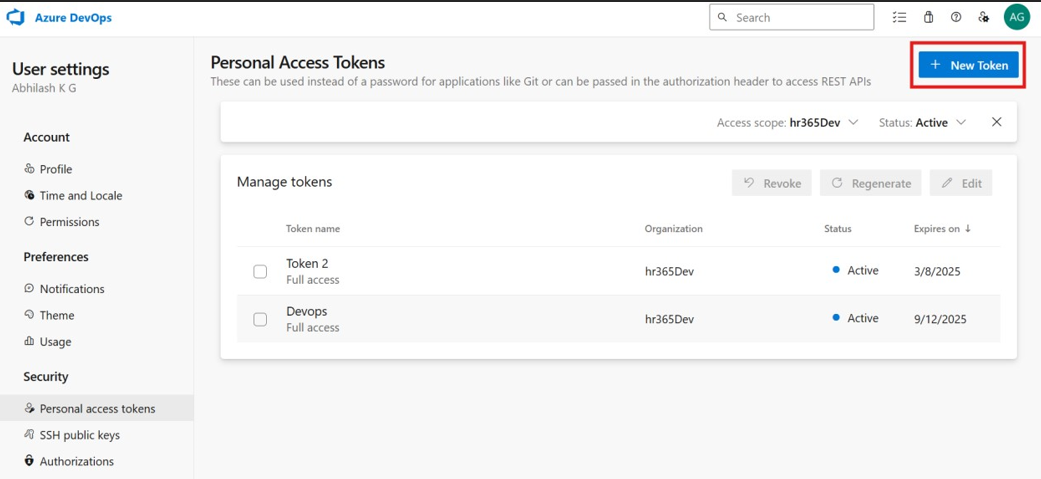 Azure DevOps
Search
AG
User settings
Abhilash K G
Account
Profile
Time and Locale
Permissions
Preferences
Notifications
Theme
Usage
Security
Personal access tokens
SSH public keys
Authorizations
Personal Access Tokens
These can be used instead of a password for applications like Git or can be passed in the authorization header to access REST APIs
+ New Token
Access scope: hr365Dev Status: Active
Manage tokens
Revoke Regenerate Edit
Token name Organization Status Expires on ↓
Token 2 hr365Dev Active 3/8/2025
Full access
Devops hr365Dev Active 9/12/2025
Full access